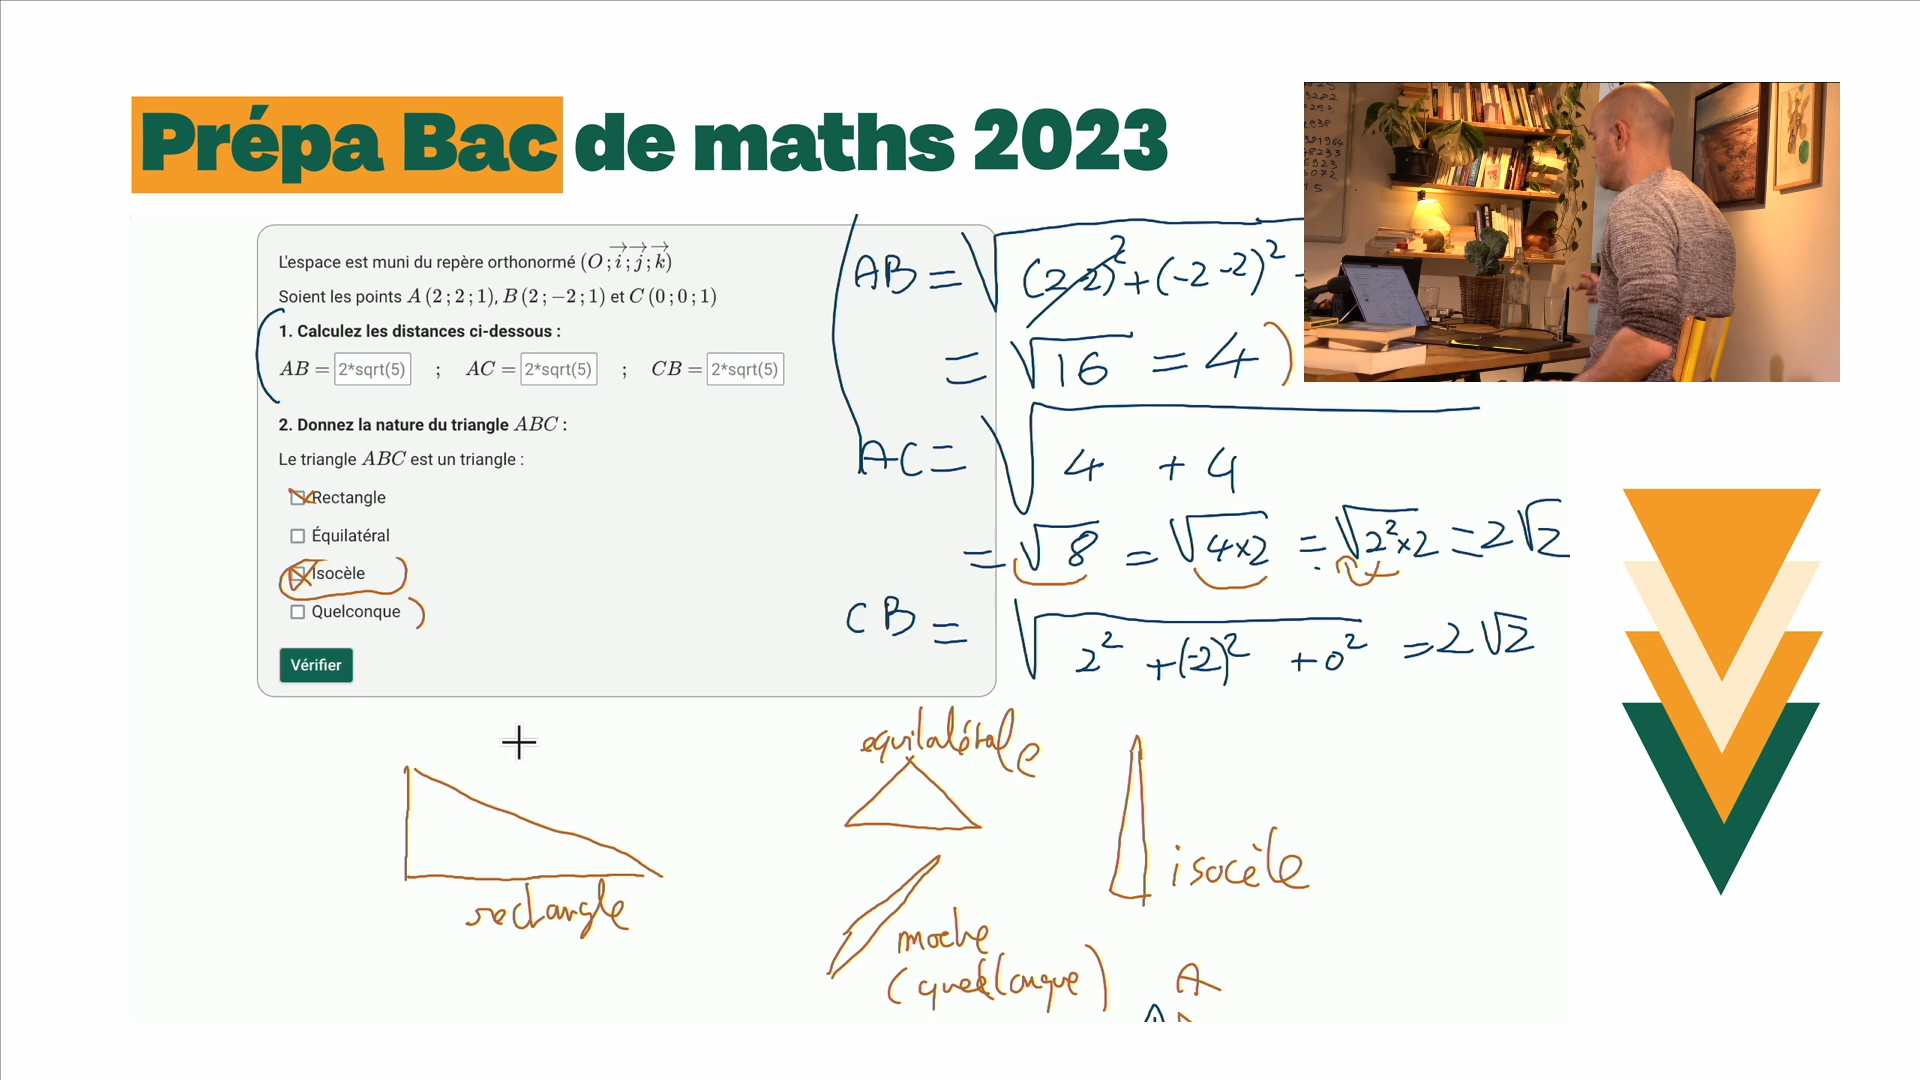 Prépa Bac de maths 2023
L'espace est muni du repère orthonormé (O ; i⃗ ; j⃗ ; k⃗)
Soient les points A (2 ; 2 ; 1), B (2 ; −2 ; 1) et C (0 ; 0 ; 1)
1. Calculez les distances ci-dessous :
AB = 2*sqrt(5) ; AC = 2*sqrt(5) ; CB = 2*sqrt(5)
2. Donnez la nature du triangle ABC :
Le triangle ABC est un triangle :
Rectangle
Équilatéral
Isocèle
Quelconque
Vérifier
AB = √(2-2)² + (-2-2)²
= √16 = 4
AC = √4 + 4
= √8 = √4×2 = √2²×2 = 2√2
CB = √2² + (-2)² + 0² = 2√2
rectangle
equilatérale
isocèle
moche
(quelconque)
A